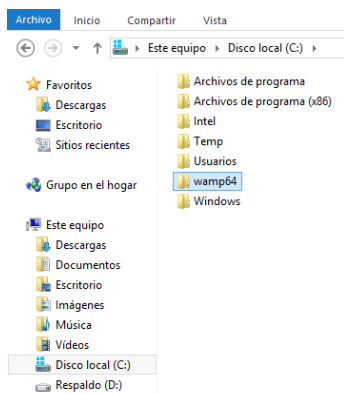 Archivo Inicio Compartir Vista
Este equipo Disco local (C:)
Favoritos
Descargas
Escritorio
Sitios recientes
Grupo en el hogar
Este equipo
Descargas
Documentos
Escritorio
Imágenes
Música
Vídeos
Disco local (C:)
Respaldo (D:)
Archivos de programa
Archivos de programa (x86)
Intel
Temp
Usuarios
wamp64
Windows